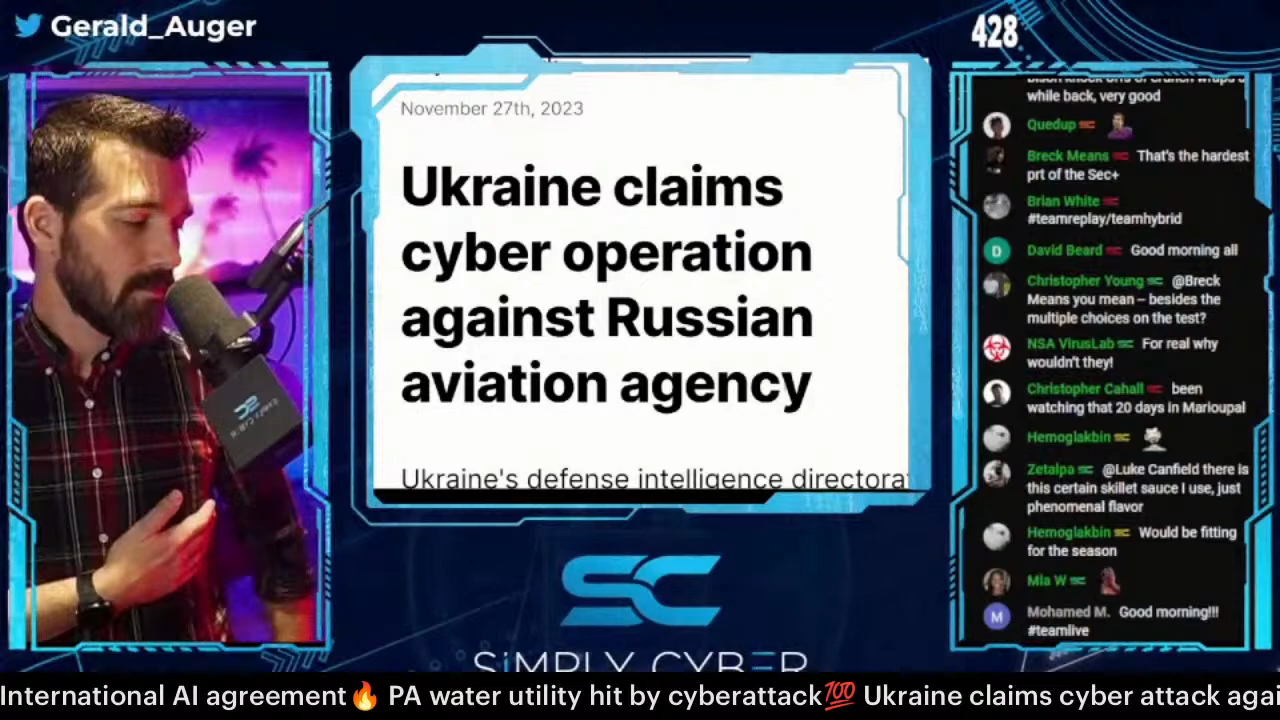 Gerald_Auger
428
November 27th, 2023
Ukraine claims
cyber operation
against Russian
aviation agency
Ukraine's defense intelligence directorat
SC
SiMPLY CYBER
while back, very good
Quedup
Breck Means That's the hardest
prt of the Sec+
Brian White
#teamreplay/teamhybrid
D
David Beard Good morning all
Christopher Young @Breck
Means you mean – besides the
multiple choices on the test?
NSA VirusLab For real why
wouldn't they!
Christopher Cahall been
watching that 20 days in Marioupal
Hemoglakbin
Zetalpa @Luke Canfield there is
this certain skillet sauce I use, just
phenomenal flavor
Hemoglakbin Would be fitting
for the season
Mia W
M
Mohamed M. Good morning!!!
#teamlive
International AI agreement🔥 PA water utility hit by cyberattack💯 Ukraine claims cyber attack agai